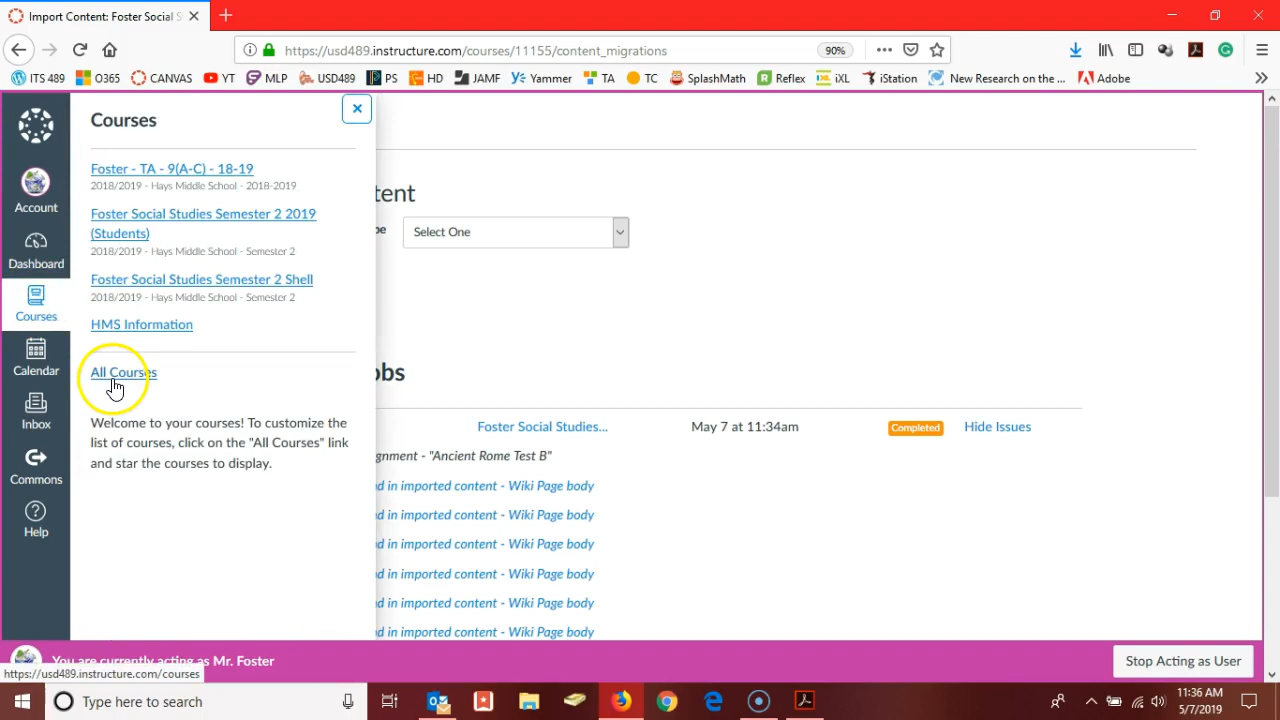 Import Content: Foster Social S
https://usd489.instructure.com/courses/11155/content_migrations
90%
ITS 489
O365
CANVAS
YT
MLP
USD489
PS
HD
JAMF
Yammer
TA
TC
SplashMath
Reflex
iXL
iStation
New Research on the ...
Adobe
Account
Dashboard
Courses
Calendar
Inbox
Commons
Help
Courses
Foster - TA - 9(A-C) - 18-19
2018/2019 - Hays Middle School - 2018-2019
Foster Social Studies Semester 2 2019
(Students)
2018/2019 - Hays Middle School - Semester 2
Foster Social Studies Semester 2 Shell
2018/2019 - Hays Middle School - Semester 2
HMS Information
All Courses
Welcome to your courses! To customize the
list of courses, click on the "All Courses" link
and star the courses to display.
tent
pe
Select One
obs
Foster Social Studies... May 7 at 11:34am Completed Hide Issues
gnment - "Ancient Rome Test B"
d in imported content - Wiki Page body
d in imported content - Wiki Page body
d in imported content - Wiki Page body
d in imported content - Wiki Page body
d in imported content - Wiki Page body
d in imported content - Wiki Page body
You are currently acting as Mr. Foster
Stop Acting as User
https://usd489.instructure.com/courses
Type here to search
11:36 AM
5/7/2019